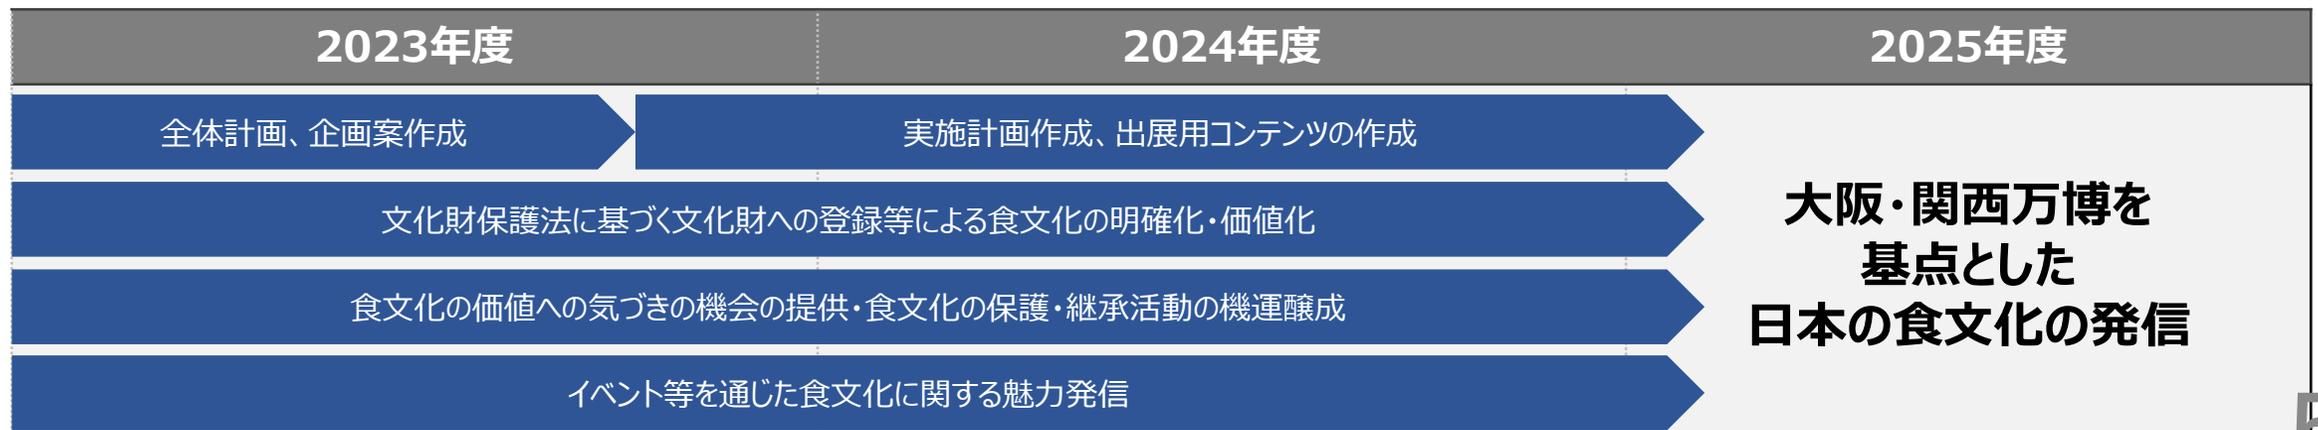 2023年度
2024年度
2025年度
全体計画、企画案作成
実施計画作成、出展用コンテンツの作成
文化財保護法に基づく文化財への登録等による食文化の明確化・価値化
食文化の価値への気づきの機会の提供・食文化の保護・継承活動の機運醸成
イベント等を通じた食文化に関する魅力発信
大阪・関西万博を
基点とした
日本の食文化の発信